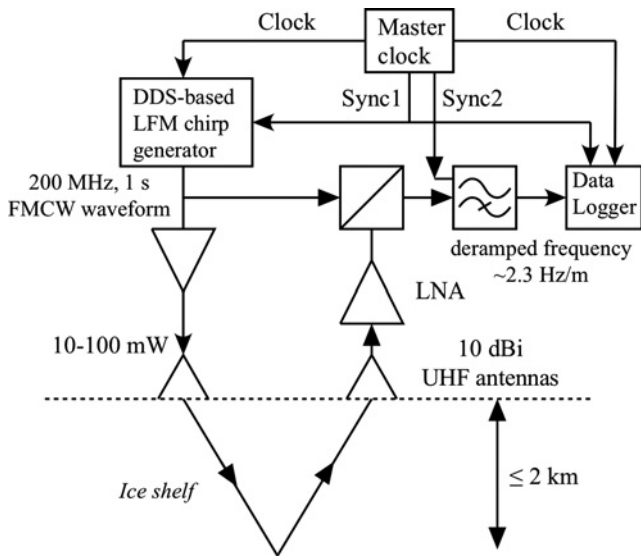 Clock
Master
clock
Clock
DDS-based
LFM chirp
generator
Sync1
Sync2
200 MHz, 1 s
FMCW waveform
Data
Logger
deramped frequency
~2.3 Hz/m
LNA
10-100 mW
10 dBi
UHF antennas
Ice shelf
≤ 2 km